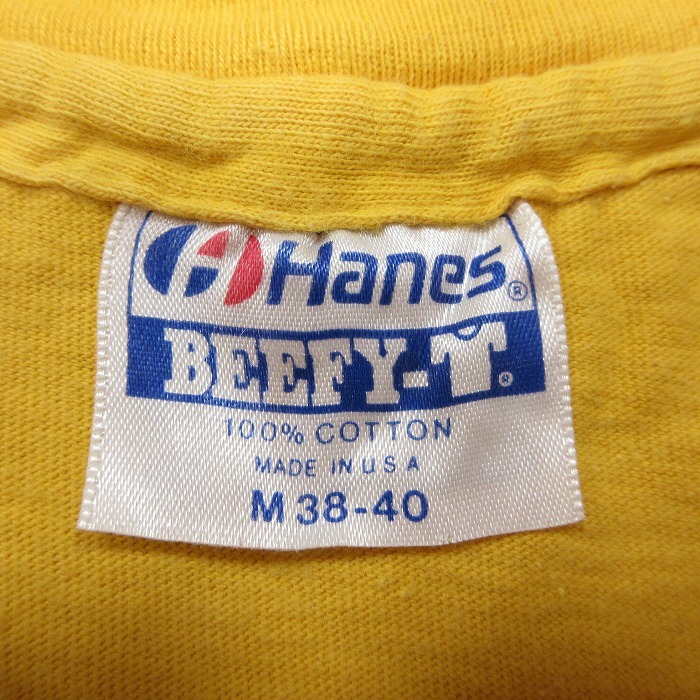 Hanes®
BEEFY-T®
100% COTTON
MADE IN U S A
M 38-40